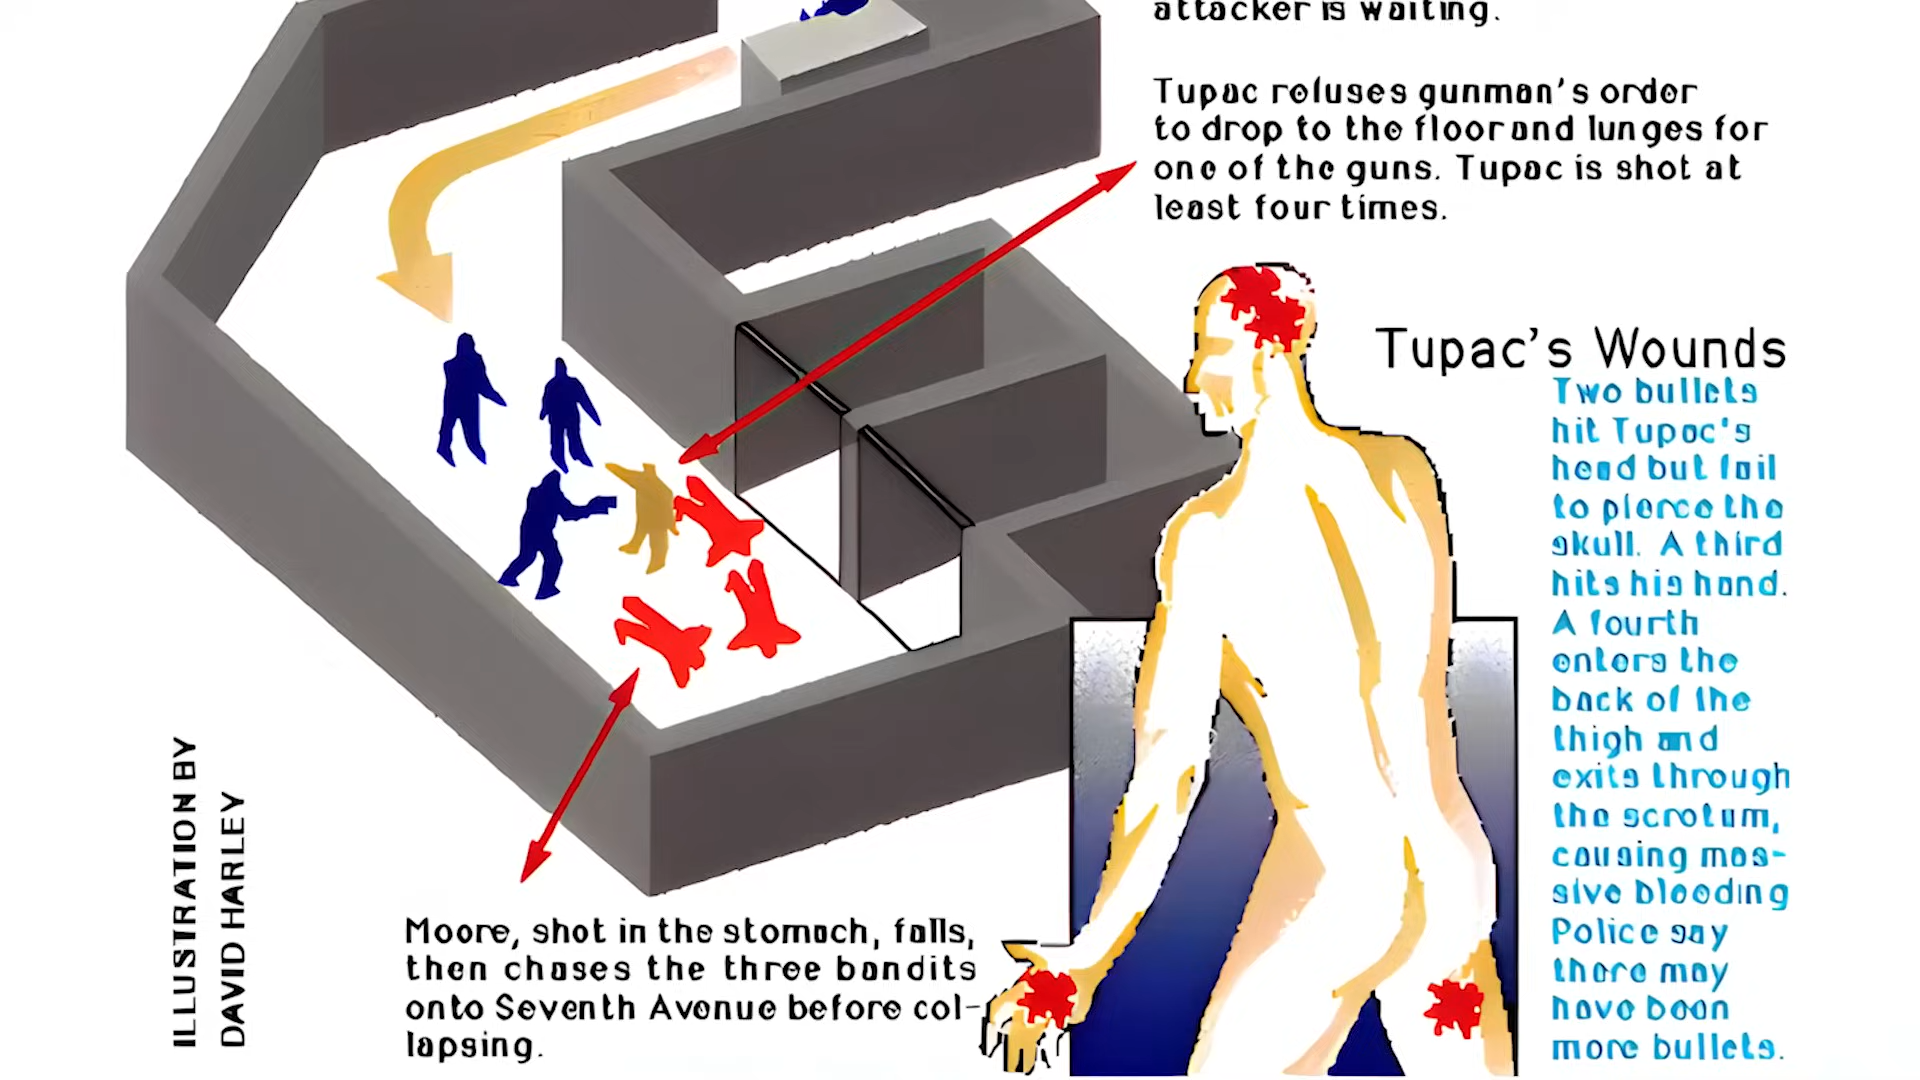 attacker is waiting.
Tupac refuses gunman's order
to drop to the floor and lunges for
one of the guns. Tupac is shot at
least four times.
Tupac's Wounds
Two bullets
hit Tupac's
head but fail
to pierce the
skull. A third
hits his hand.
A fourth
enters the
back of the
thigh and
exits through
the scrotum,
causing mas-
sive bleeding
Police say
there may
have been
more bullets.
Moore, shot in the stomach, falls,
then chases the three bandits
onto Seventh Avenue before col-
lapsing.
ILLUSTRATION BY
DAVID HARLEY